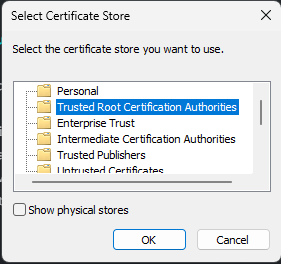 Select Certificate Store
Select the certificate store you want to use.
Personal
Trusted Root Certification Authorities
Enterprise Trust
Intermediate Certification Authorities
Trusted Publishers
Untrusted Certificates
Show physical stores
OK
Cancel